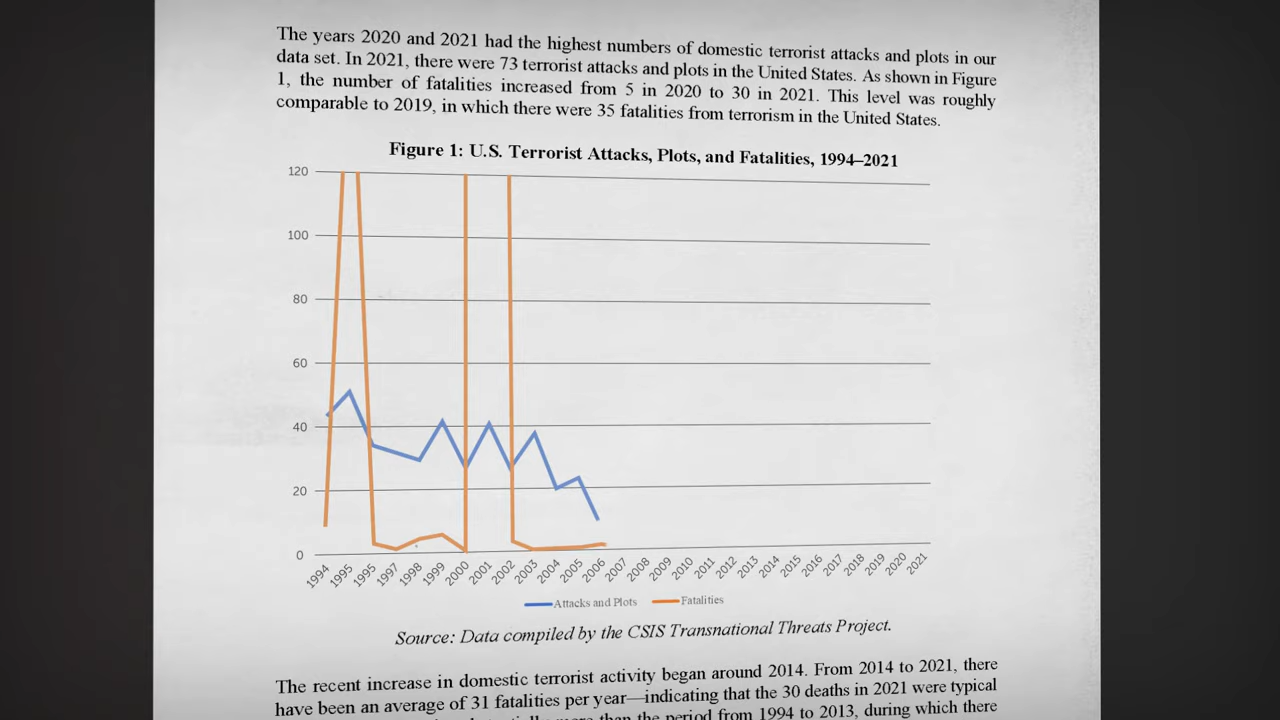 The years 2020 and 2021 had the highest numbers of domestic terrorist attacks and plots in our
data set. In 2021, there were 73 terrorist attacks and plots in the United States. As shown in Figure
1, the number of fatalities increased from 5 in 2020 to 30 in 2021. This level was roughly
comparable to 2019, in which there were 35 fatalities from terrorism in the United States.
Figure 1: U.S. Terrorist Attacks, Plots, and Fatalities, 1994–2021
120
100
80
60
40
20
0
1994 1995 1995 1997 1998 1999 2000 2001 2002 2003 2004 2005 2006 2007 2008 2009 2010 2011 2012 2013 2014 2015 2016 2017 2018 2019 2020 2021
Attacks and Plots Fatalities
Source: Data compiled by the CSIS Transnational Threats Project.
The recent increase in domestic terrorist activity began around 2014. From 2014 to 2021, there
have been an average of 31 fatalities per year—indicating that the 30 deaths in 2021 were typical
than the period from 1994 to 2013, during which there